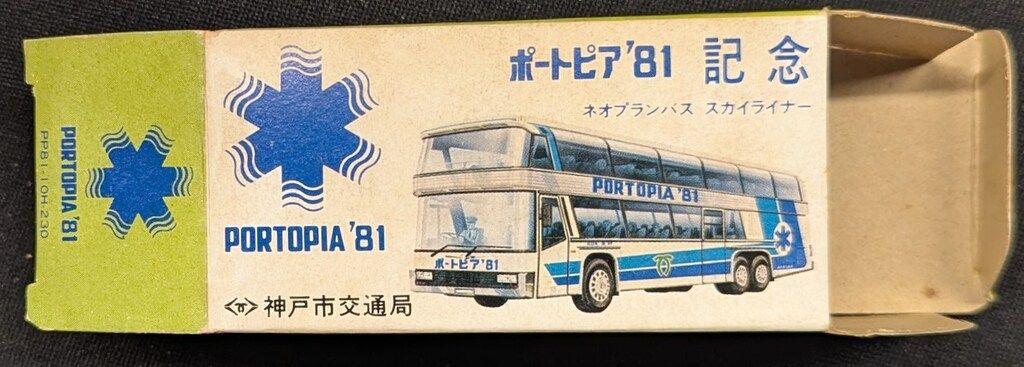 PORTOPIA '81
PP81-10H-230
ポートピア'81 記念
ネオプランバス スカイライナー
PORTOPIA '81
神戸市交通局
PORTOPIA '81
ポートピア'81